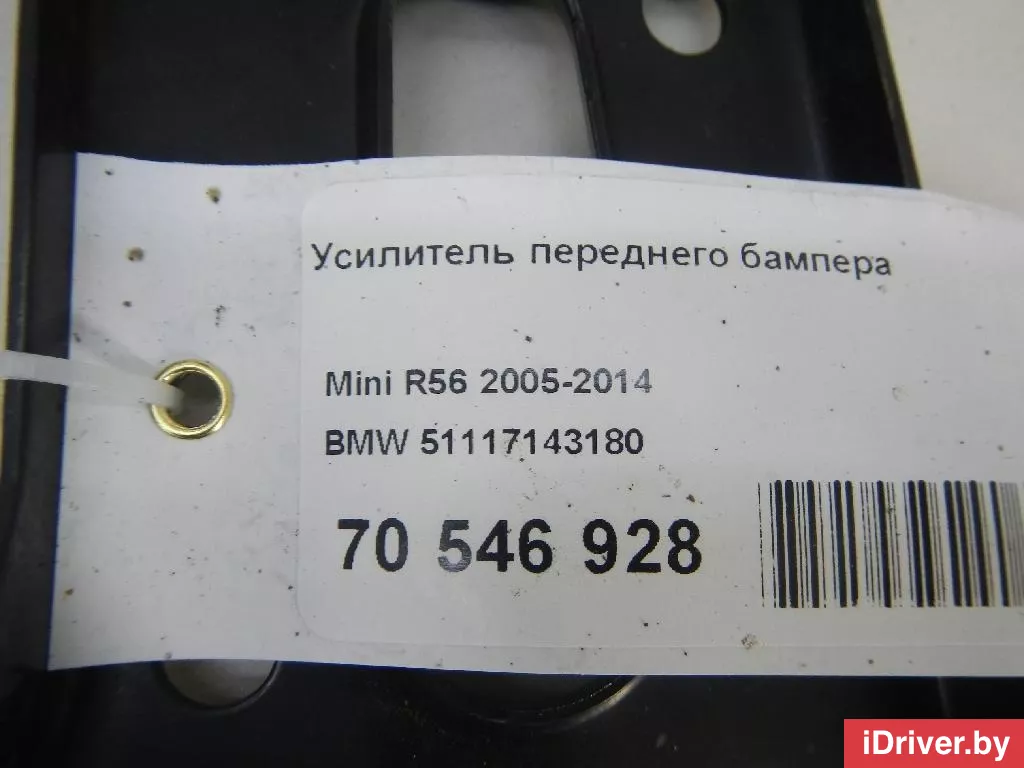 Усилитель переднего бампера
Mini R56 2005-2014
BMW 51117143180
70 546 928
iDriver.by